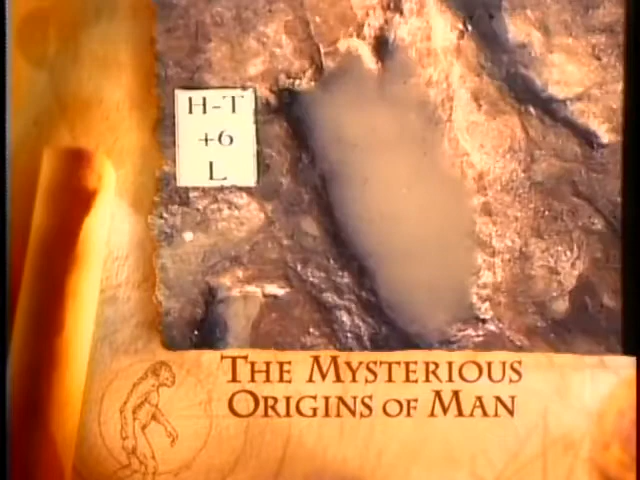 H-T
+6
L
THE MYSTERIOUS
ORIGINS OF MAN